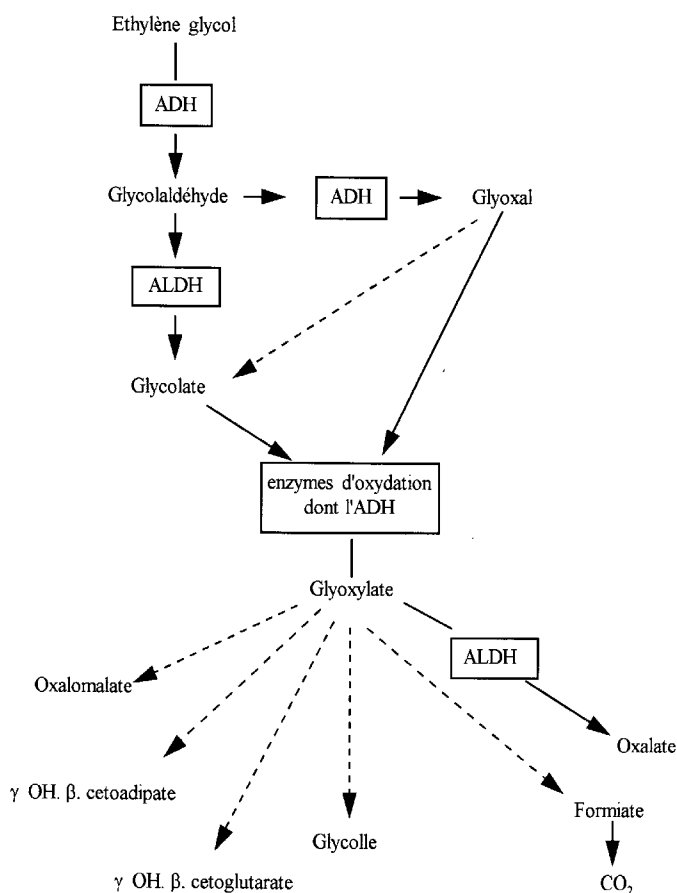 Ethylène glycol
ADH
Glycolaldéhyde
ADH
Glyoxal
ALDH
Glycolate
enzymes d'oxydation
dont l'ADH
Glyoxylate
ALDH
Oxalomalate
Oxalate
γ OH. β. cetoadipate
Formiate
Glycolle
γ OH. β. cetoglutarate
CO₂